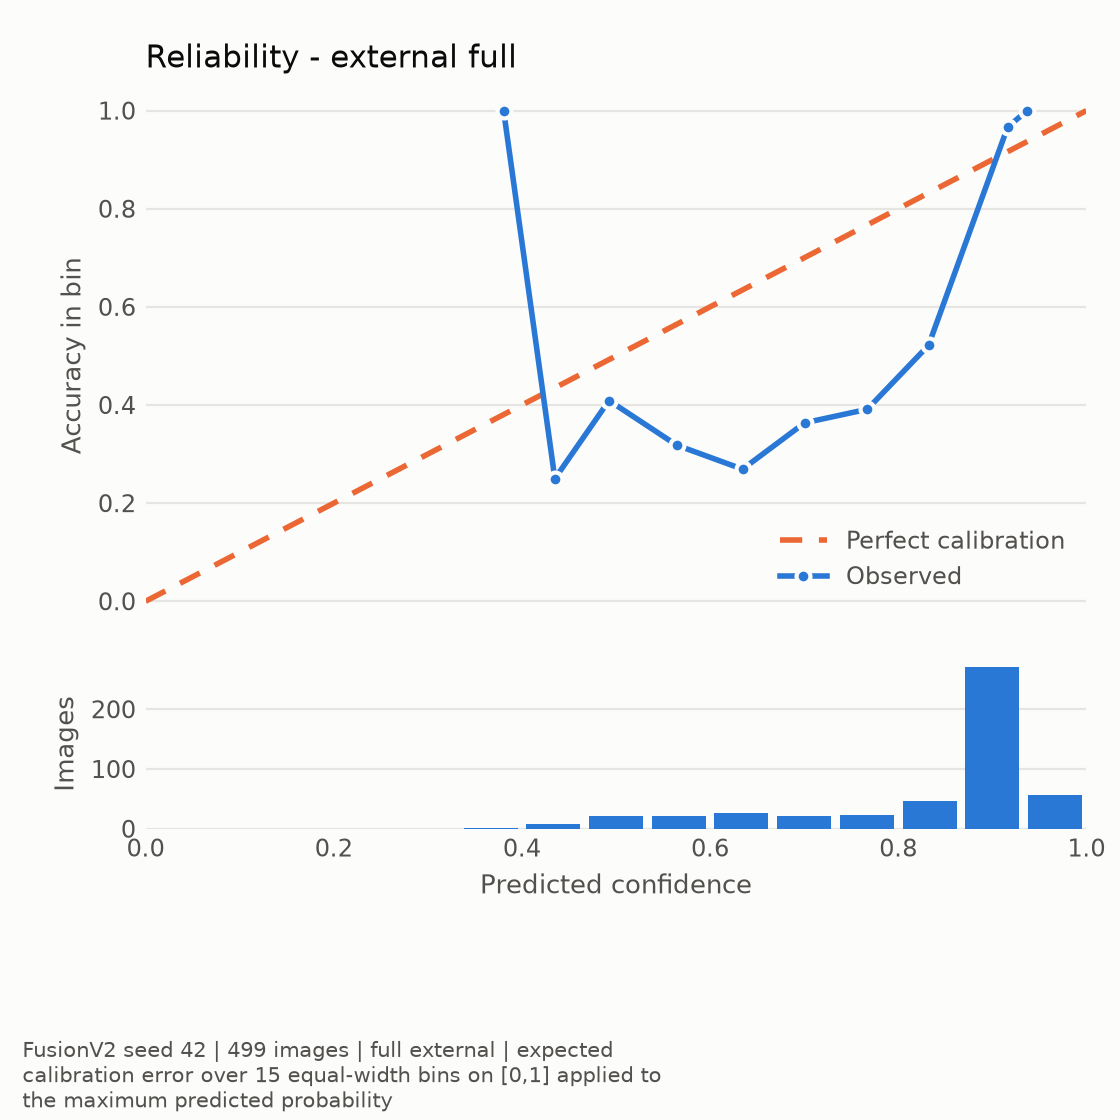 Reliability - external full
1.0
0.8
0.6
0.4
0.2
0.0
Accuracy in bin
Perfect calibration
Observed
200
100
0
Images
0.0 0.2 0.4 0.6 0.8 1.0
Predicted confidence
FusionV2 seed 42 | 499 images | full external | expected
calibration error over 15 equal-width bins on [0,1] applied to
the maximum predicted probability